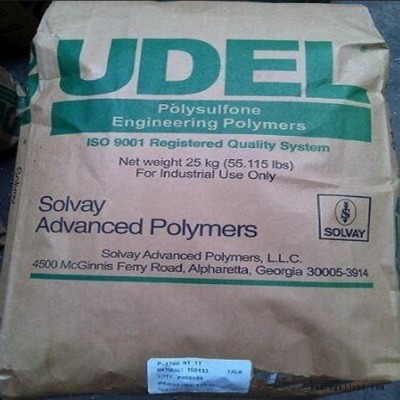 UDEL
Polysulfone
Engineering Polymers
ISO 9001 Registered Quality System
Net weight 25 kg (55.115 lbs)
For Industrial Use Only
Solvay
Advanced Polymers
SOLVAY
Solvay Advanced Polymers, L.L.C.
4500 McGinnis Ferry Road, Alpharetta, Georgia 30005-3914